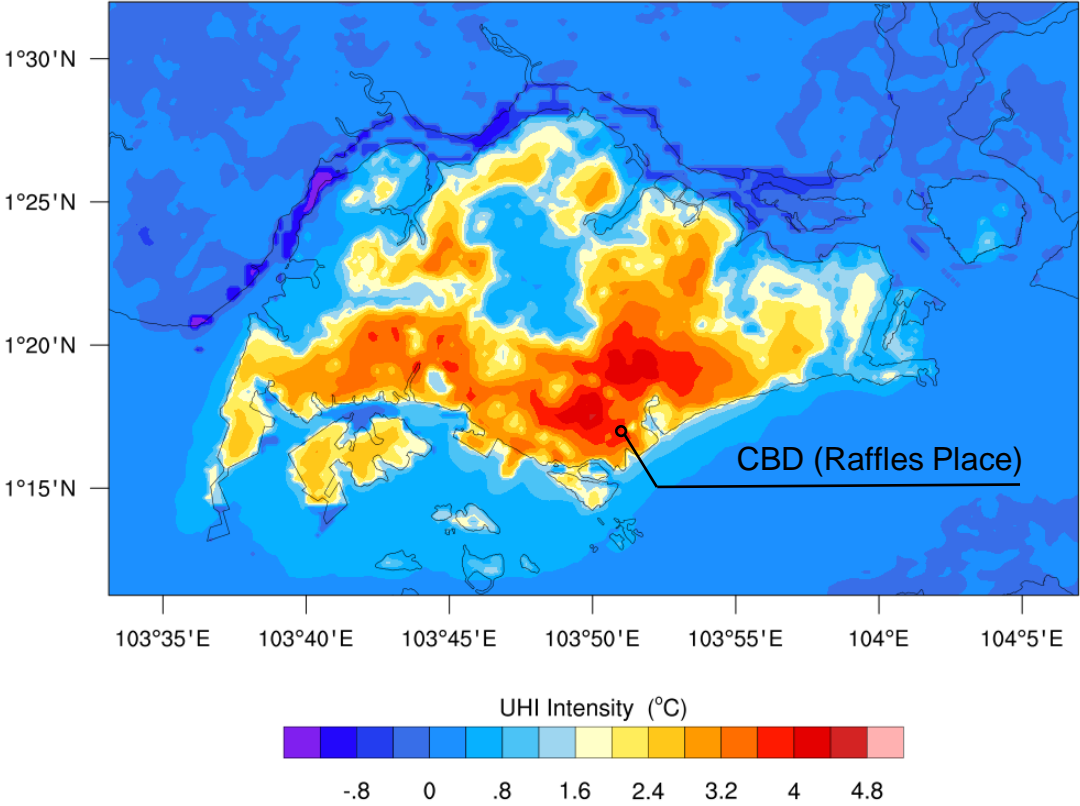 1°30'N
1°25'N
1°20'N
1°15'N
CBD (Raffles Place)
103°35'E 103°40'E 103°45'E 103°50'E 103°55'E 104°E 104°5'E
UHI Intensity (°C)
-.8 0 .8 1.6 2.4 3.2 4 4.8